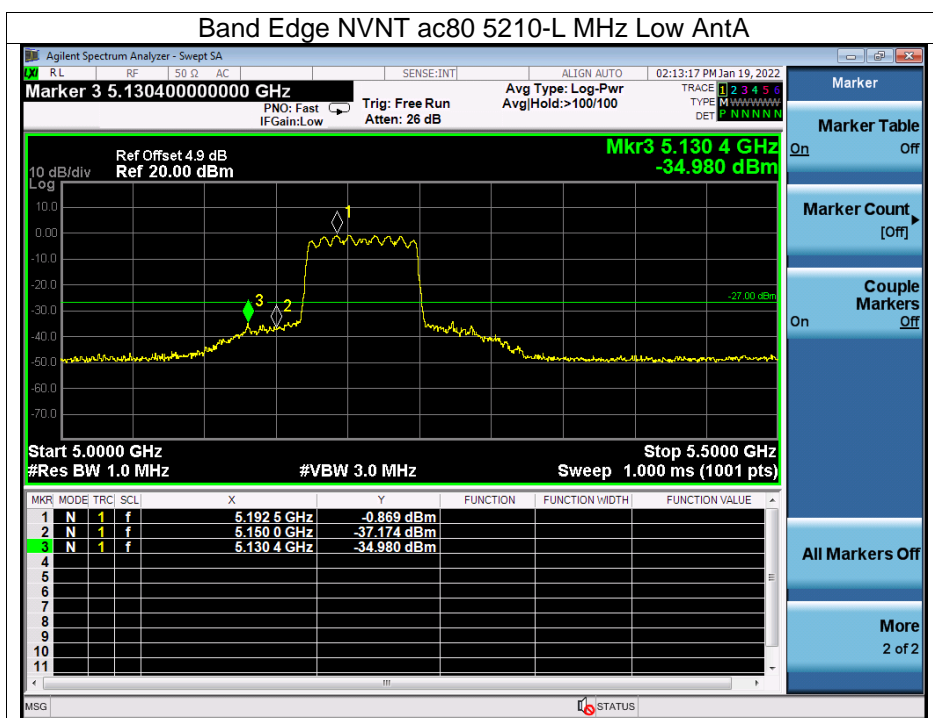 Band Edge NVNT ac80 5210-L MHz Low AntA
Agilent Spectrum Analyzer - Swept SA
LXI RL RF 50 Ω AC SENSE:INT ALIGN AUTO 02:13:17 PM Jan 19, 2022
Marker 3 5.130400000000 GHz
PNO: Fast
IFGain:Low
Trig: Free Run
Atten: 26 dB
Avg Type: Log-Pwr
Avg|Hold:>100/100
TRACE 1 2 3 4 5 6
TYPE M WWWWW
DET P N N N N N
Ref Offset 4.9 dB
10 dB/div Ref 20.00 dBm
Log
Mkr3 5.130 4 GHz
-34.980 dBm
10.0
0.00
-10.0
-20.0
-30.0
-40.0
-50.0
-60.0
-70.0
1
3
2
-27.00 dBm
Start 5.0000 GHz Stop 5.5000 GHz
#Res BW 1.0 MHz #VBW 3.0 MHz Sweep 1.000 ms (1001 pts)
MKR MODE TRC SCL X Y FUNCTION FUNCTION WIDTH FUNCTION VALUE
1 N 1 f 5.192 5 GHz -0.869 dBm
2 N 1 f 5.150 0 GHz -37.174 dBm
3 N 1 f 5.130 4 GHz -34.980 dBm
4
5
6
7
8
9
10
11
MSG STATUS
Marker
Marker Table
On Off
Marker Count
[Off]
Couple
Markers
On Off
All Markers Off
More
2 of 2